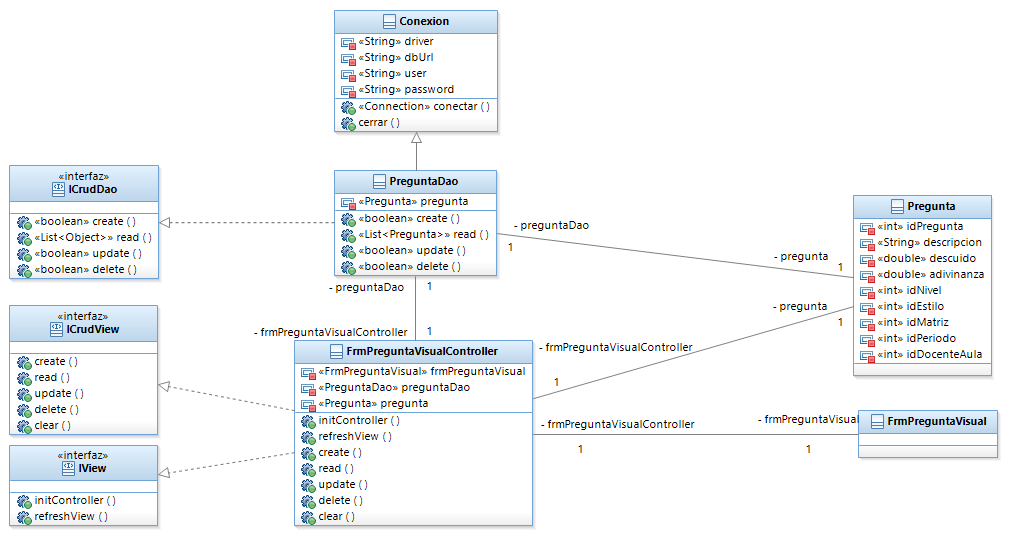 Conexion
«String» driver
«String» dbUrl
«String» user
«String» password
«Connection» conectar ( )
cerrar ( )
«interfaz»
ICrudDao
«boolean» create ( )
«List<Object>» read ( )
«boolean» update ( )
«boolean» delete ( )
PreguntaDao
«Pregunta» pregunta
«boolean» create ( )
«List<Pregunta>» read ( )
«boolean» update ( )
«boolean» delete ( )
Pregunta
«int» idPregunta
«String» descripcion
«double» descuido
«double» adivinanza
«int» idNivel
«int» idEstilo
«int» idMatriz
«int» idPeriodo
«int» idDocenteAula
- preguntaDao
1
- pregunta
1
- preguntaDao
1
- frmPreguntaVisualController
1
- pregunta
1
- frmPreguntaVisualController
1
«interfaz»
ICrudView
create ( )
read ( )
update ( )
delete ( )
clear ( )
«interfaz»
IView
initController ( )
refreshView ( )
FrmPreguntaVisualController
«FrmPreguntaVisual» frmPreguntaVisual
«PreguntaDao» preguntaDao
«Pregunta» pregunta
initController ( )
refreshView ( )
create ( )
read ( )
update ( )
delete ( )
clear ( )
- frmPreguntaVisualController
1
- frmPreguntaVisual
1
FrmPreguntaVisual